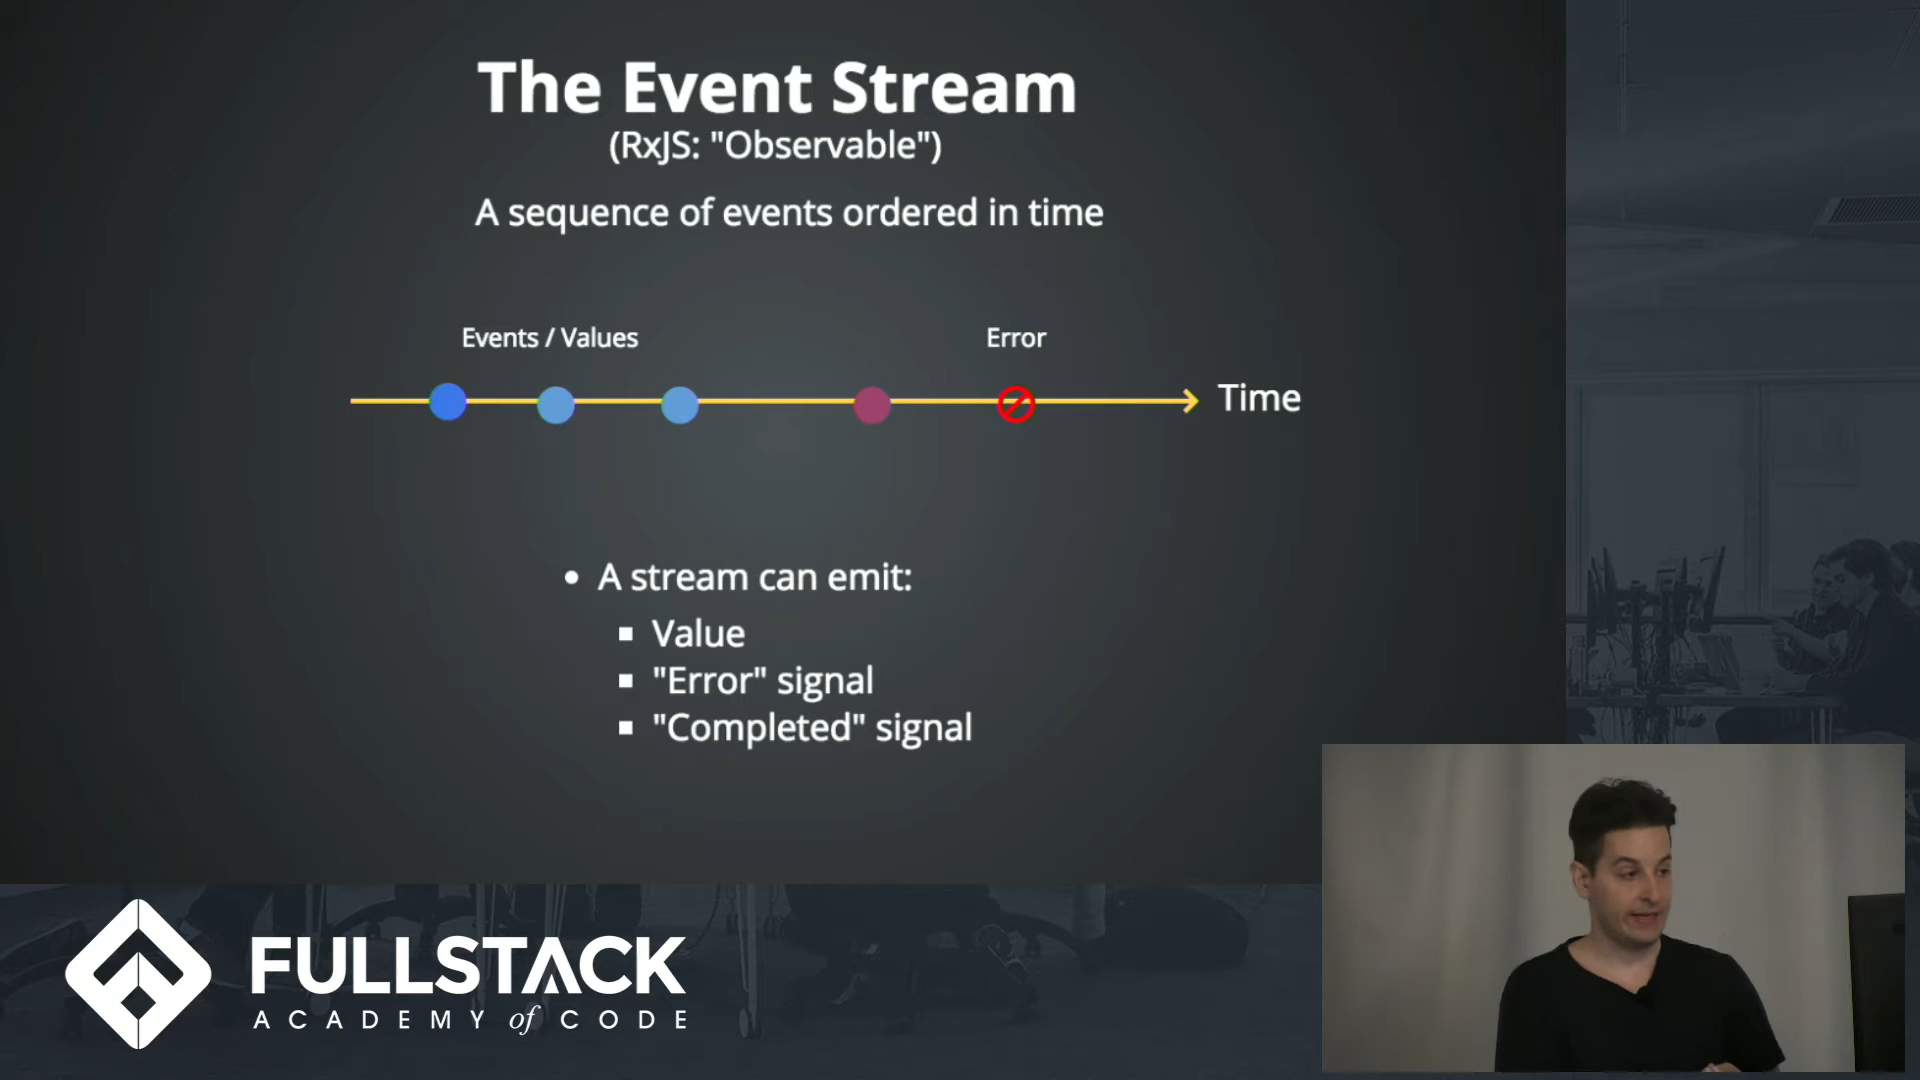 The Event Stream
(RxJS: "Observable")
A sequence of events ordered in time
Events / Values
Error
Time
• A stream can emit:
▪ Value
▪ "Error" signal
▪ "Completed" signal
FULLSTACK
ACADEMY of CODE